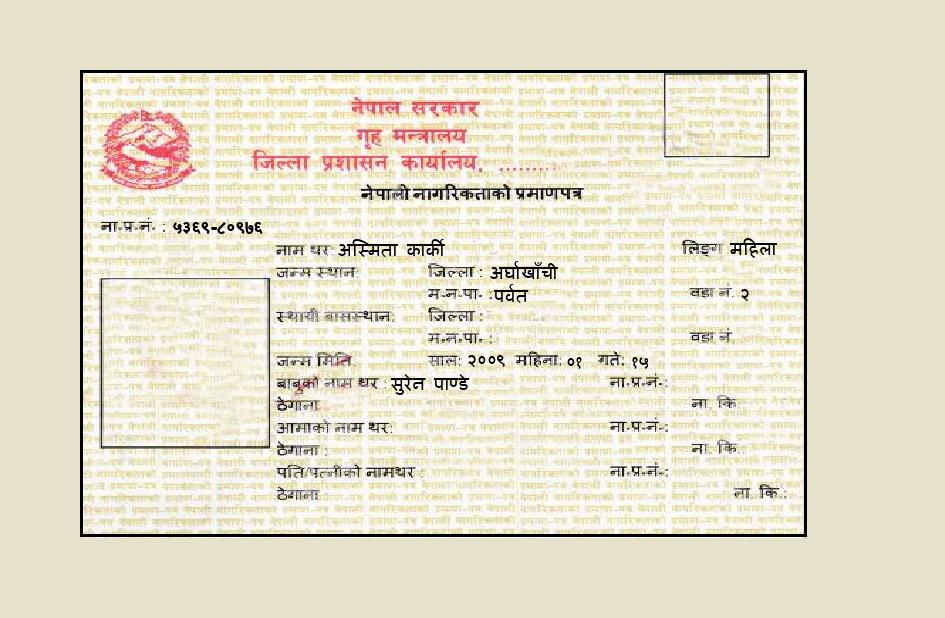 नेपाल सरकार
गृह मन्त्रालय
जिल्ला प्रशासन कार्यालय, .........
नेपाली नागरिकताको प्रमाणपत्र
ना.प्र.नं. : ५३६९-८०९७६
नाम थर: अस्मिता कार्की लिङ्ग महिला
जन्म स्थान: जिल्ला : अर्घाखाँची
म.न.पा. : पर्वत वडा नं. २
स्थायी बासस्थान: जिल्ला :
म.न.पा. : वडा नं
जन्म मिति: साल: २००९ महिना: ०१ गते: १५
बाबुको नाम थर : सुरेत पाण्डे ना.प्र.नं.:
ठेगाना ना. कि.
आमाको नाम थर: ना.प्र.नं.:
ठेगाना : ना. कि.
पति/पत्नीको नामथर : ना.प्र.नं.:
ठेगाना : ना. कि.: